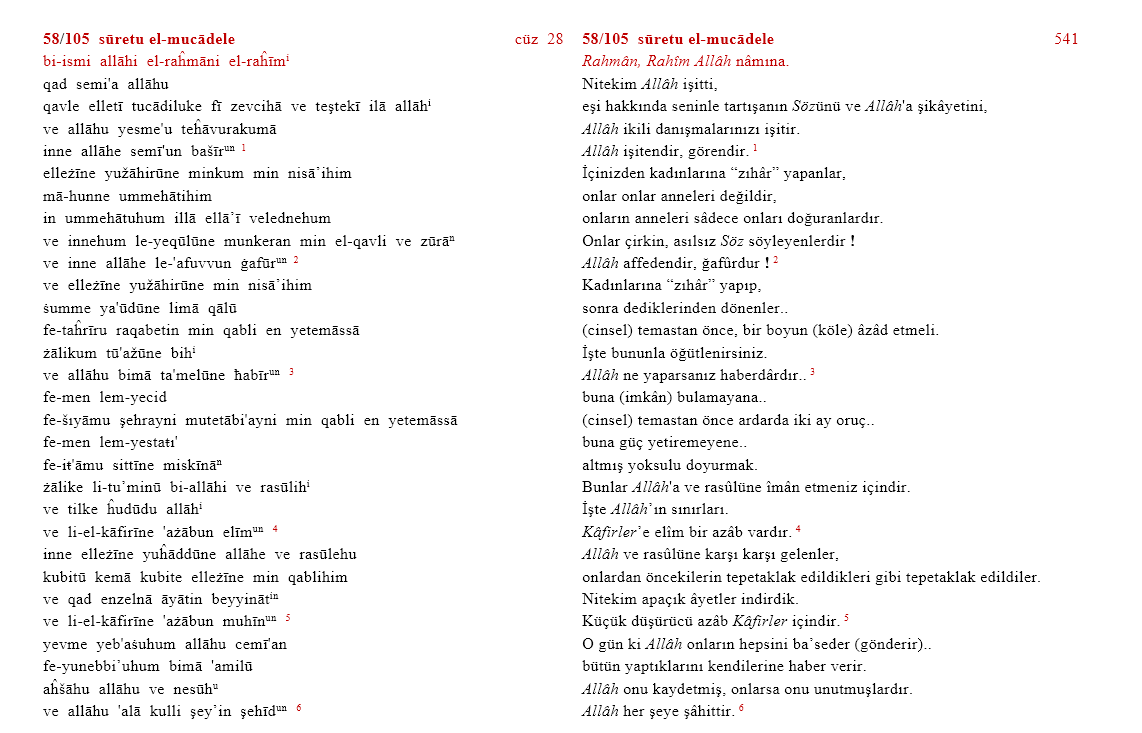 58/105 sūretu el-mucādele cüz 28
bi-ismi allāhi el-raĥmāni el-raĥīmⁱ
qad semi'a allāhu
qavle elletī tucādiluke fī zevcihā ve teştekī ilā allāhⁱ
ve allāhu yesme'u teĥāvurakumā
inne allāhe semī'un bašīrᵘⁿ ¹
elleżīne yužāhirūne minkum min nisā’ihim
mā-hunne ummehātihim
in ummehātuhum illā ellā’ī velednehum
ve innehum le-yeqūlūne munkeran min el-qavli ve zūrāⁿ
ve inne allāhe le-'afuvvun ġafūrᵘⁿ ²
ve elleżīne yužāhirūne min nisā’ihim
ṡumme ya'ūdūne limā qālū
fe-taĥrīru raqabetin min qabli en yetemāssā
żālikum tū'ažūne bihⁱ
ve allāhu bimā ta'melūne ħabīrᵘⁿ ³
fe-men lem-yecid
fe-šıyāmu şehrayni mutetābi'ayni min qabli en yetemāssā
fe-men lem-yestaŧı'
fe-iŧ'āmu sittīne miskīnāⁿ
żālike li-tu’minū bi-allāhi ve rasūlihⁱ
ve tilke ĥudūdu allāhⁱ
ve li-el-kāfirīne 'ażābun elīmᵘⁿ ⁴
inne elleżīne yuĥāddūne allāhe ve rasūlehu
kubitū kemā kubite elleżīne min qablihim
ve qad enzelnā āyātin beyyinātⁱⁿ
ve li-el-kāfirīne 'ażābun muhīnᵘⁿ ⁵
yevme yeb'aṡuhum allāhu cemī'an
fe-yunebbi’uhum bimā 'amilū
aĥšāhu allāhu ve nesūhᵘ
ve allāhu 'alā kulli şey’in şehīdᵘⁿ ⁶
58/105 sūretu el-mucādele 541
Rahmân, Rahîm Allâh nâmına.
Nitekim Allâh işitti,
eşi hakkında seninle tartışanın Sözünü ve Allâh'a şikâyetini,
Allâh ikili danışmalarınızı işitir.
Allâh işitendir, görendir. ¹
İçinizden kadınlarına “zıhâr” yapanlar,
onlar onlar anneleri değildir,
onların anneleri sâdece onları doğuranlardır.
Onlar çirkin, asılsız Söz söyleyenlerdir !
Allâh affedendir, ğafûrdur ! ²
Kadınlarına “zıhâr” yapıp,
sonra dediklerinden dönenler..
(cinsel) temastan önce, bir boyun (köle) âzâd etmeli.
İşte bununla öğütlenirsiniz.
Allâh ne yaparsanız haberdârdır.. ³
buna (imkân) bulamayana..
(cinsel) temastan önce ardarda iki ay oruç..
buna güç yetiremeyene..
altmış yoksulu doyurmak.
Bunlar Allâh'a ve rasûlüne îmân etmeniz içindir.
İşte Allâh’ın sınırları.
Kâfirler’e elîm bir azâb vardır. ⁴
Allâh ve rasûlüne karşı karşı gelenler,
onlardan öncekilerin tepetaklak edildikleri gibi tepetaklak edildiler.
Nitekim apaçık âyetler indirdik.
Küçük düşürücü azâb Kâfirler içindir. ⁵
O gün ki Allâh onların hepsini ba’seder (gönderir)..
bütün yaptıklarını kendilerine haber verir.
Allâh onu kaydetmiş, onlarsa onu unutmuşlardır.
Allâh her şeye şâhittir. ⁶